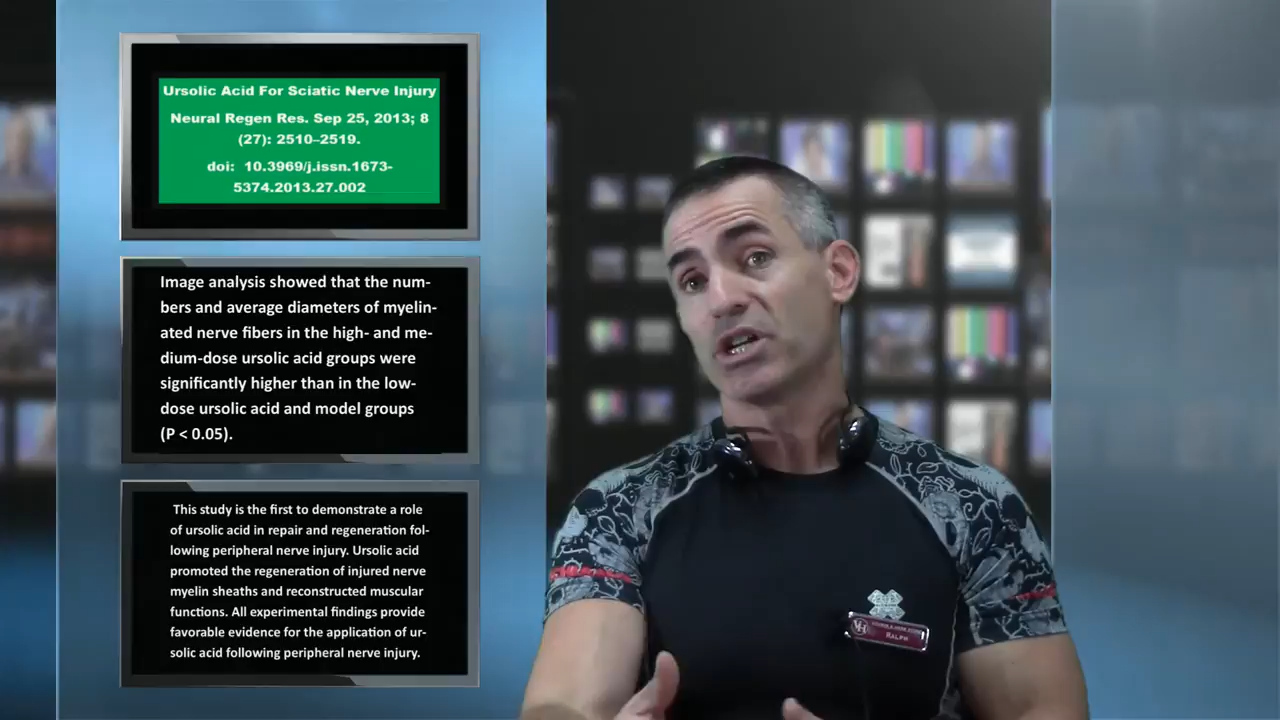 Ursolic Acid For Sciatic Nerve Injury
Neural Regen Res. Sep 25, 2013; 8
(27): 2510–2519.
doi: 10.3969/j.issn.1673-
5374.2013.27.002
Image analysis showed that the num-
bers and average diameters of myelin-
ated nerve fibers in the high- and me-
dium-dose ursolic acid groups were
significantly higher than in the low-
dose ursolic acid and model groups
(P < 0.05).
This study is the first to demonstrate a role
of ursolic acid in repair and regeneration fol-
lowing peripheral nerve injury. Ursolic acid
promoted the regeneration of injured nerve
myelin sheaths and reconstructed muscular
functions. All experimental findings provide
favorable evidence for the application of ur-
solic acid following peripheral nerve injury.
VH
RALPH